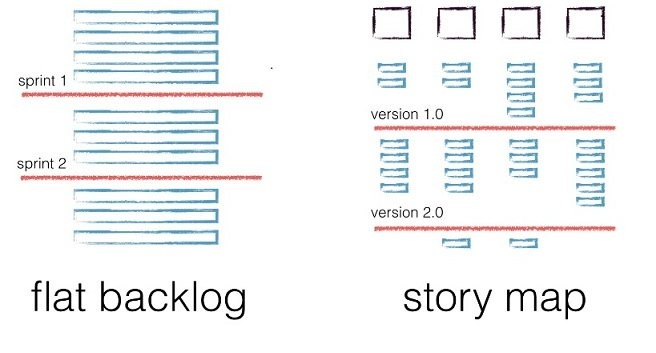 sprint 1
sprint 2
flat backlog
version 1.0
version 2.0
story map